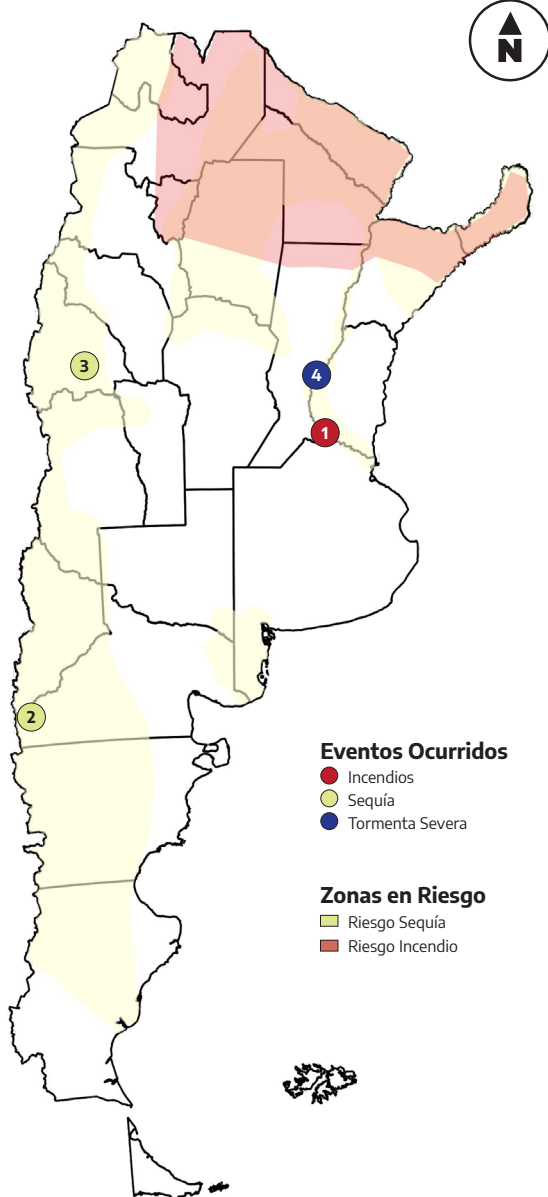 N
3
4
1
2
Eventos Ocurridos
Incendios
Sequía
Tormenta Severa
Zonas en Riesgo
Riesgo Sequía
Riesgo Incendio